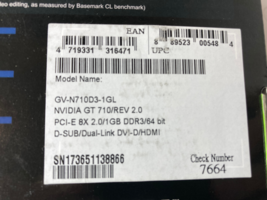 eo editing, as measured by Basemark CL benchmark)
EAN
4 719331 316471
8 89523 00548 4
UPC
Model Name:
GV-N710D3-1GL
NVIDIA GT 710/REV 2.0
PCI-E 8X 2.0/1GB DDR3/64 bit
D-SUB/Dual-Link DVI-D/HDMI
SN173651138866
Check Number
7664